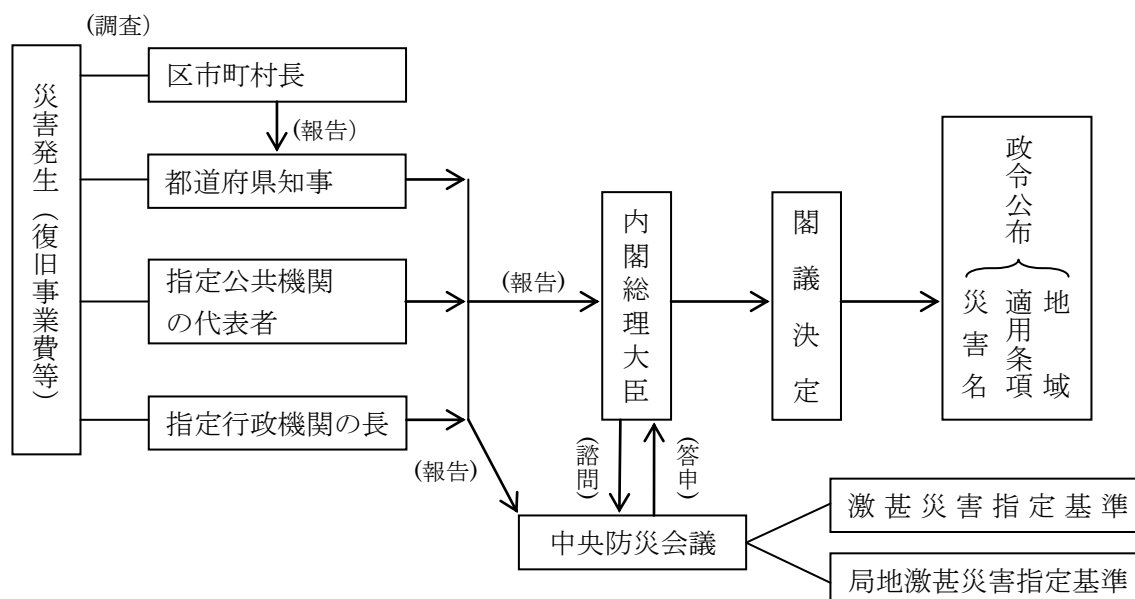 (調査)
災害発生（復旧事業費等）
区市町村長
(報告)
都道府県知事
指定公共機関
の代表者
指定行政機関の長
(報告)
(報告)
内閣総理大臣
閣議決定
政令公布
災害名
適用条項
地域
(諮問)
(答申)
中央防災会議
激甚災害指定基準
局地激甚災害指定基準